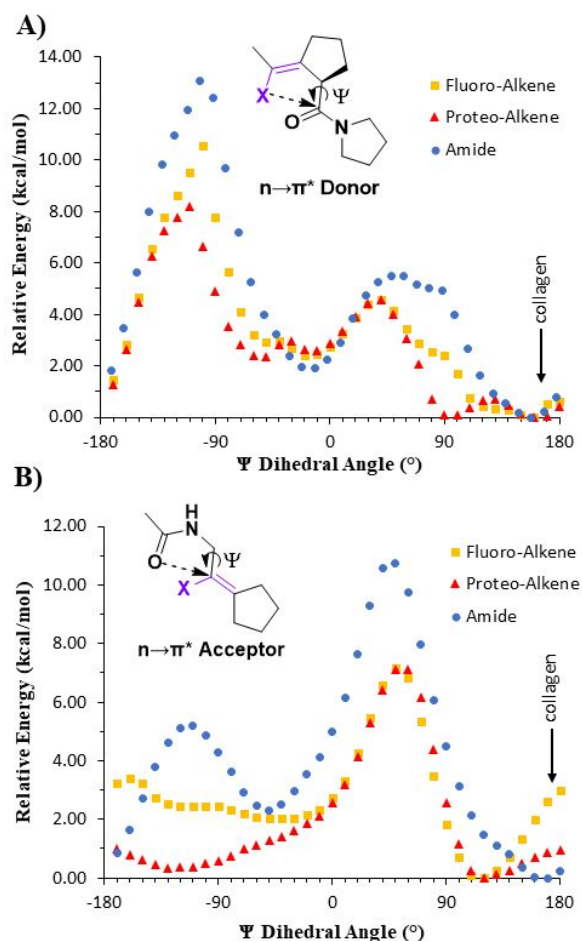 A)
Relative Energy (kcal/mol)
14.00
12.00
10.00
8.00
6.00
4.00
2.00
0.00
-180
-90
0
90
180
Ψ Dihedral Angle (°)
X
Ψ
O
N
n→π* Donor
Fluoro-Alkene
Proteo-Alkene
Amide
collagen
B)
Relative Energy (kcal/mol)
12.00
10.00
8.00
6.00
4.00
2.00
0.00
-180
-90
0
90
180
Ψ Dihedral Angle (°)
H
N
Ψ
O
X
n→π* Acceptor
Fluoro-Alkene
Proteo-Alkene
Amide
collagen